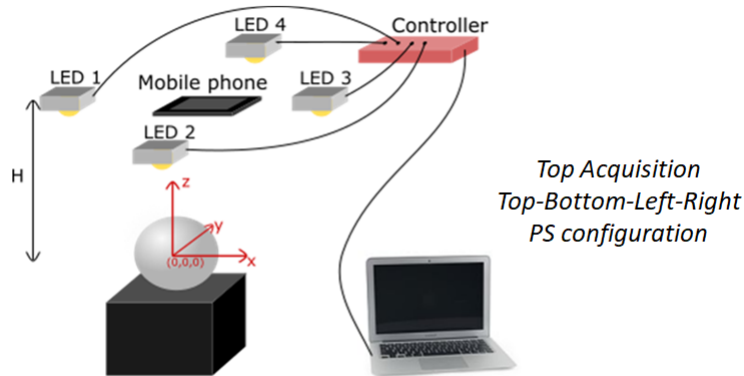 LED 4
Controller
LED 1
Mobile phone
LED 3
LED 2
H
z
y
x
(0,0,0)
Top Acquisition
Top-Bottom-Left-Right
PS configuration